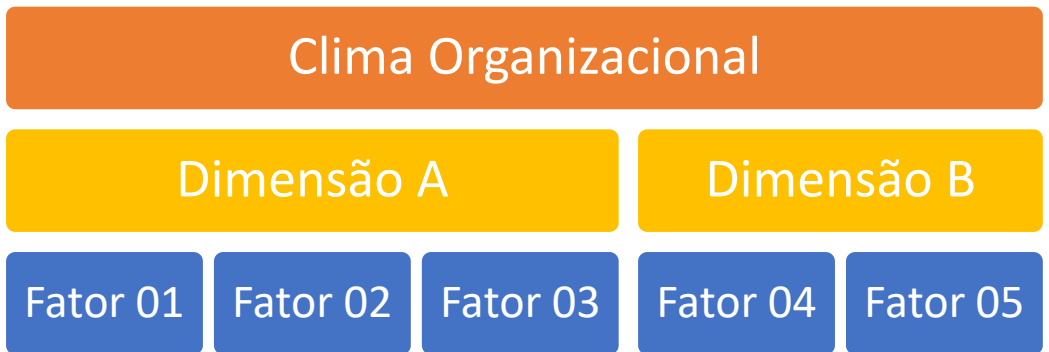 Clima Organizacional
Dimensão A
Dimensão B
Fator 01
Fator 02
Fator 03
Fator 04
Fator 05